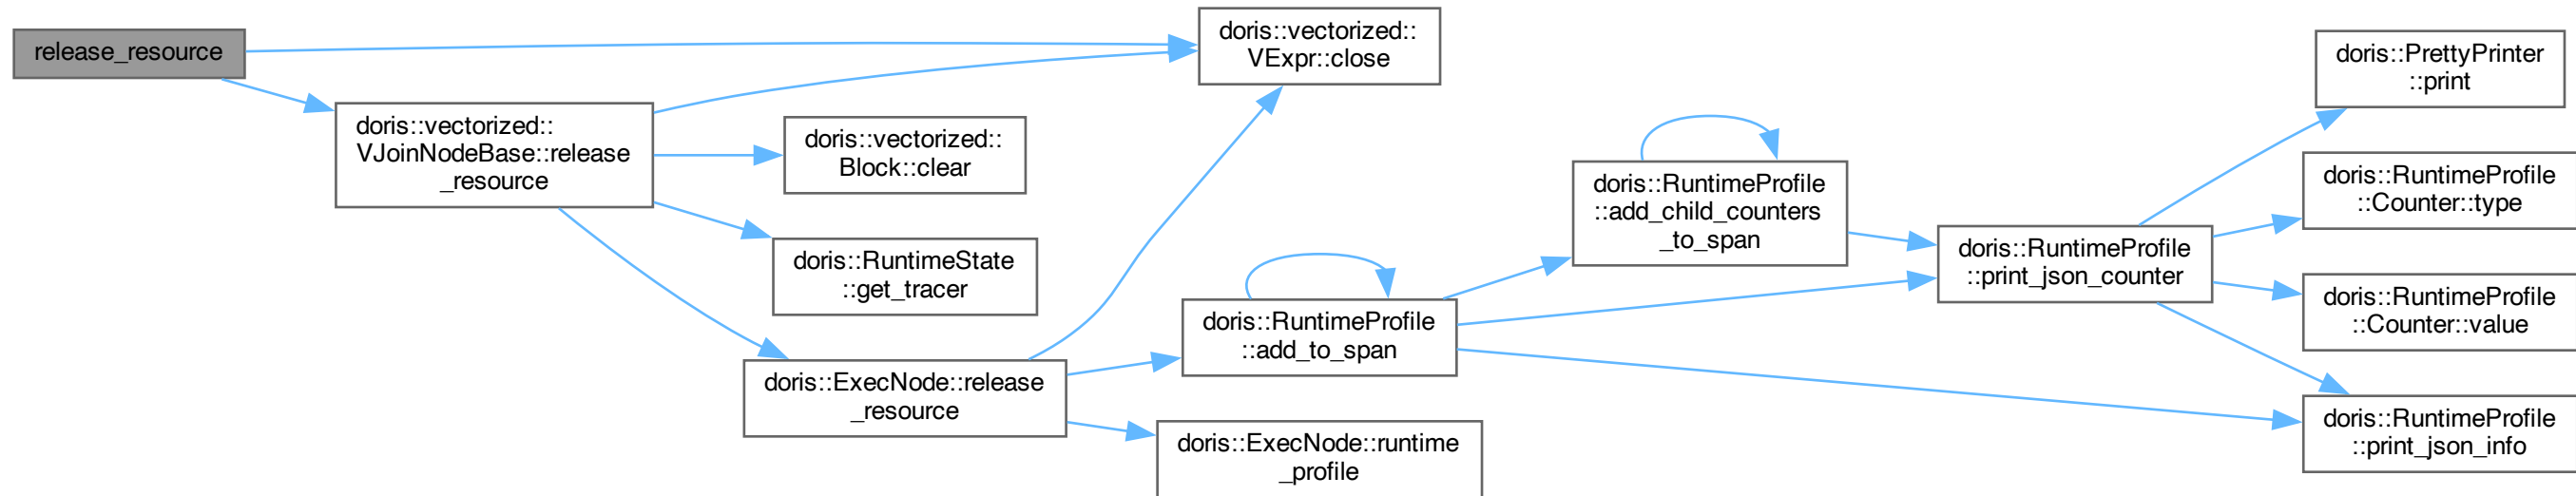 release_resource
doris::vectorized::
VJoinNodeBase::release
_resource
doris::vectorized::
VExpr::close
doris::vectorized::
Block::clear
doris::RuntimeState
::get_tracer
doris::ExecNode::release
_resource
doris::RuntimeProfile
::add_to_span
doris::ExecNode::runtime
_profile
doris::RuntimeProfile
::add_child_counters
_to_span
doris::RuntimeProfile
::print_json_counter
doris::PrettyPrinter
::print
doris::RuntimeProfile
::Counter::type
doris::RuntimeProfile
::Counter::value
doris::RuntimeProfile
::print_json_info